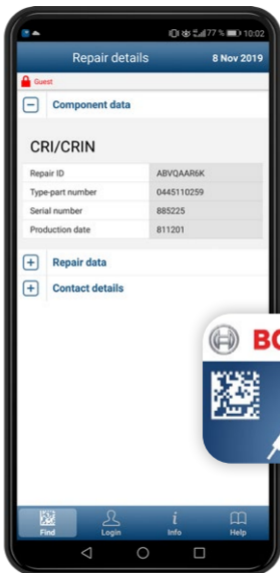 77 % 10:02
Repair details 8 Nov 2019
Guest
Component data
CRI/CRIN
Repair ID ABVQAAR6K
Type-part number 0445110259
Serial number 885225
Production date 811201
Repair data
Contact details
Find Login Info Help